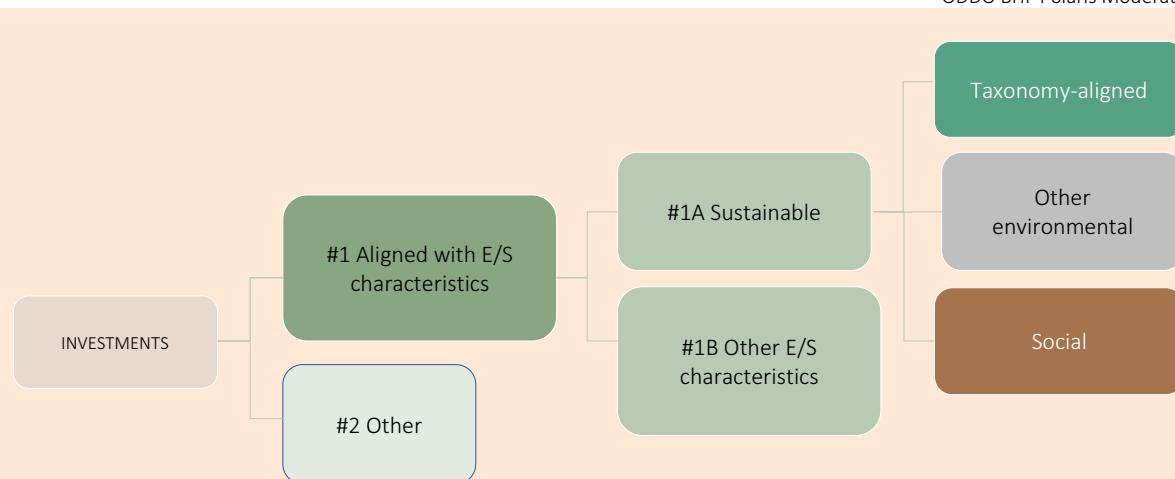 Taxonomy-aligned
Other
environmental
#1A Sustainable
#1 Aligned with E/S
characteristics
Social
INVESTMENTS
#1B Other E/S
characteristics
#2 Other